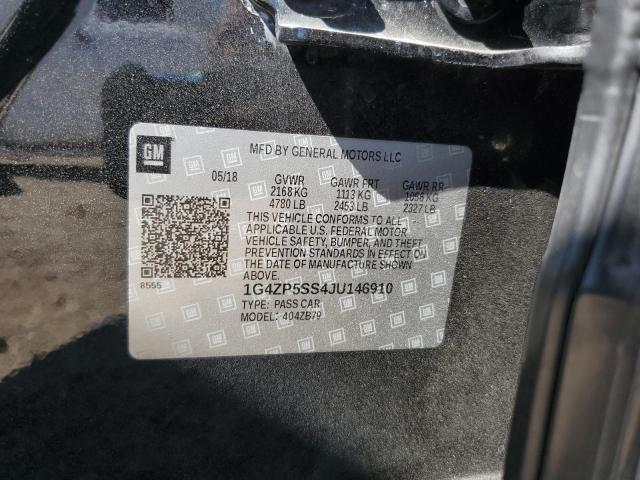 GM
MFD BY GENERAL MOTORS LLC
05/18 GVWR GAWR FRT GAWR RR
2168 KG 1113 KG 1056 KG
4780 LB 2453 LB 2327 LB
THIS VEHICLE CONFORMS TO ALL
APPLICABLE U.S. FEDERAL MOTOR
VEHICLE SAFETY, BUMPER, AND THEFT
PREVENTION STANDARDS IN EFFECT ON
THE DATE OF MANUFACTURE SHOWN
ABOVE.
8555
1G4ZP5SS4JU146910
TYPE: PASS CAR
MODEL: 404ZB79